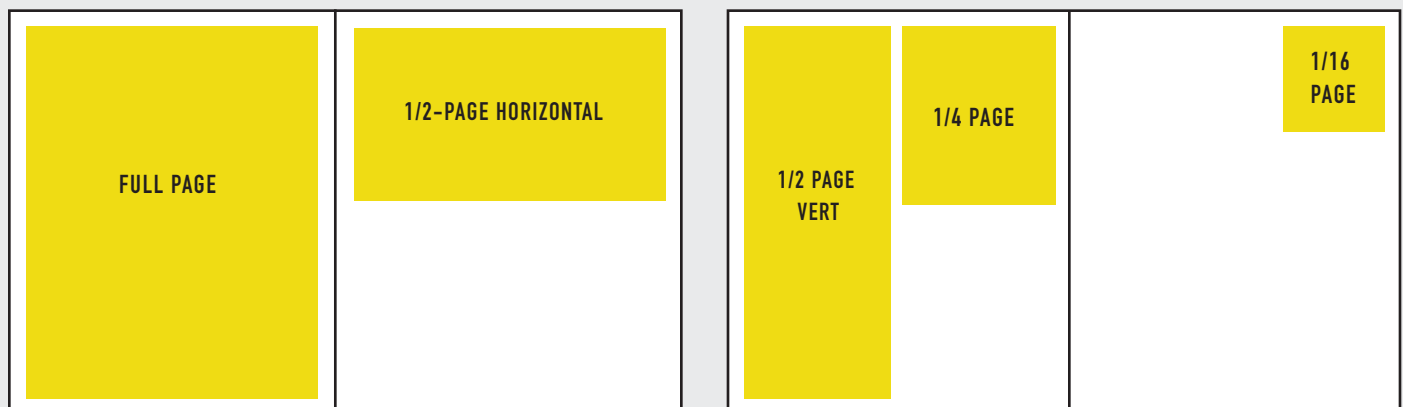 FULL PAGE
1/2-PAGE HORIZONTAL
1/2 PAGE
VERT
1/4 PAGE
1/16
PAGE